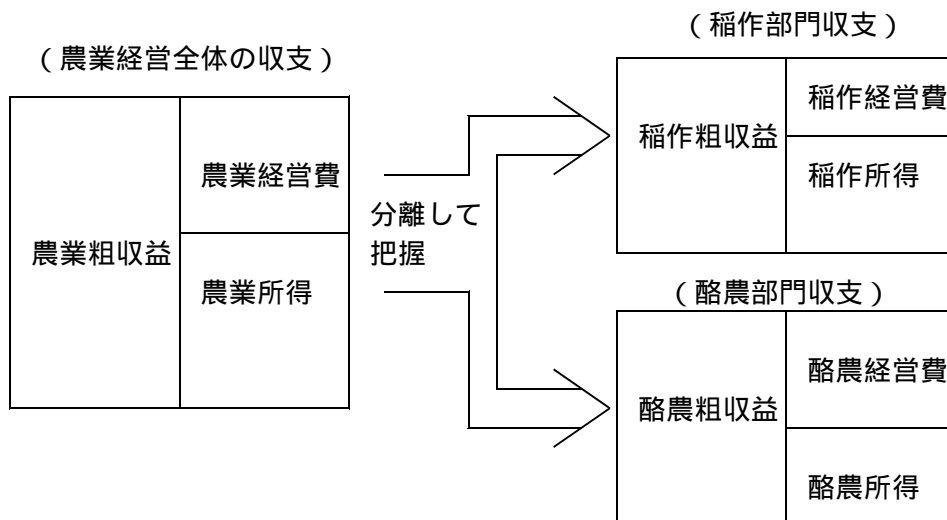 (農業経営全体の収支)
農業粗収益
農業経営費
農業所得
分離して
把握
(稲作部門収支)
稲作粗収益
稲作経営費
稲作所得
(酪農部門収支)
酪農粗収益
酪農経営費
酪農所得